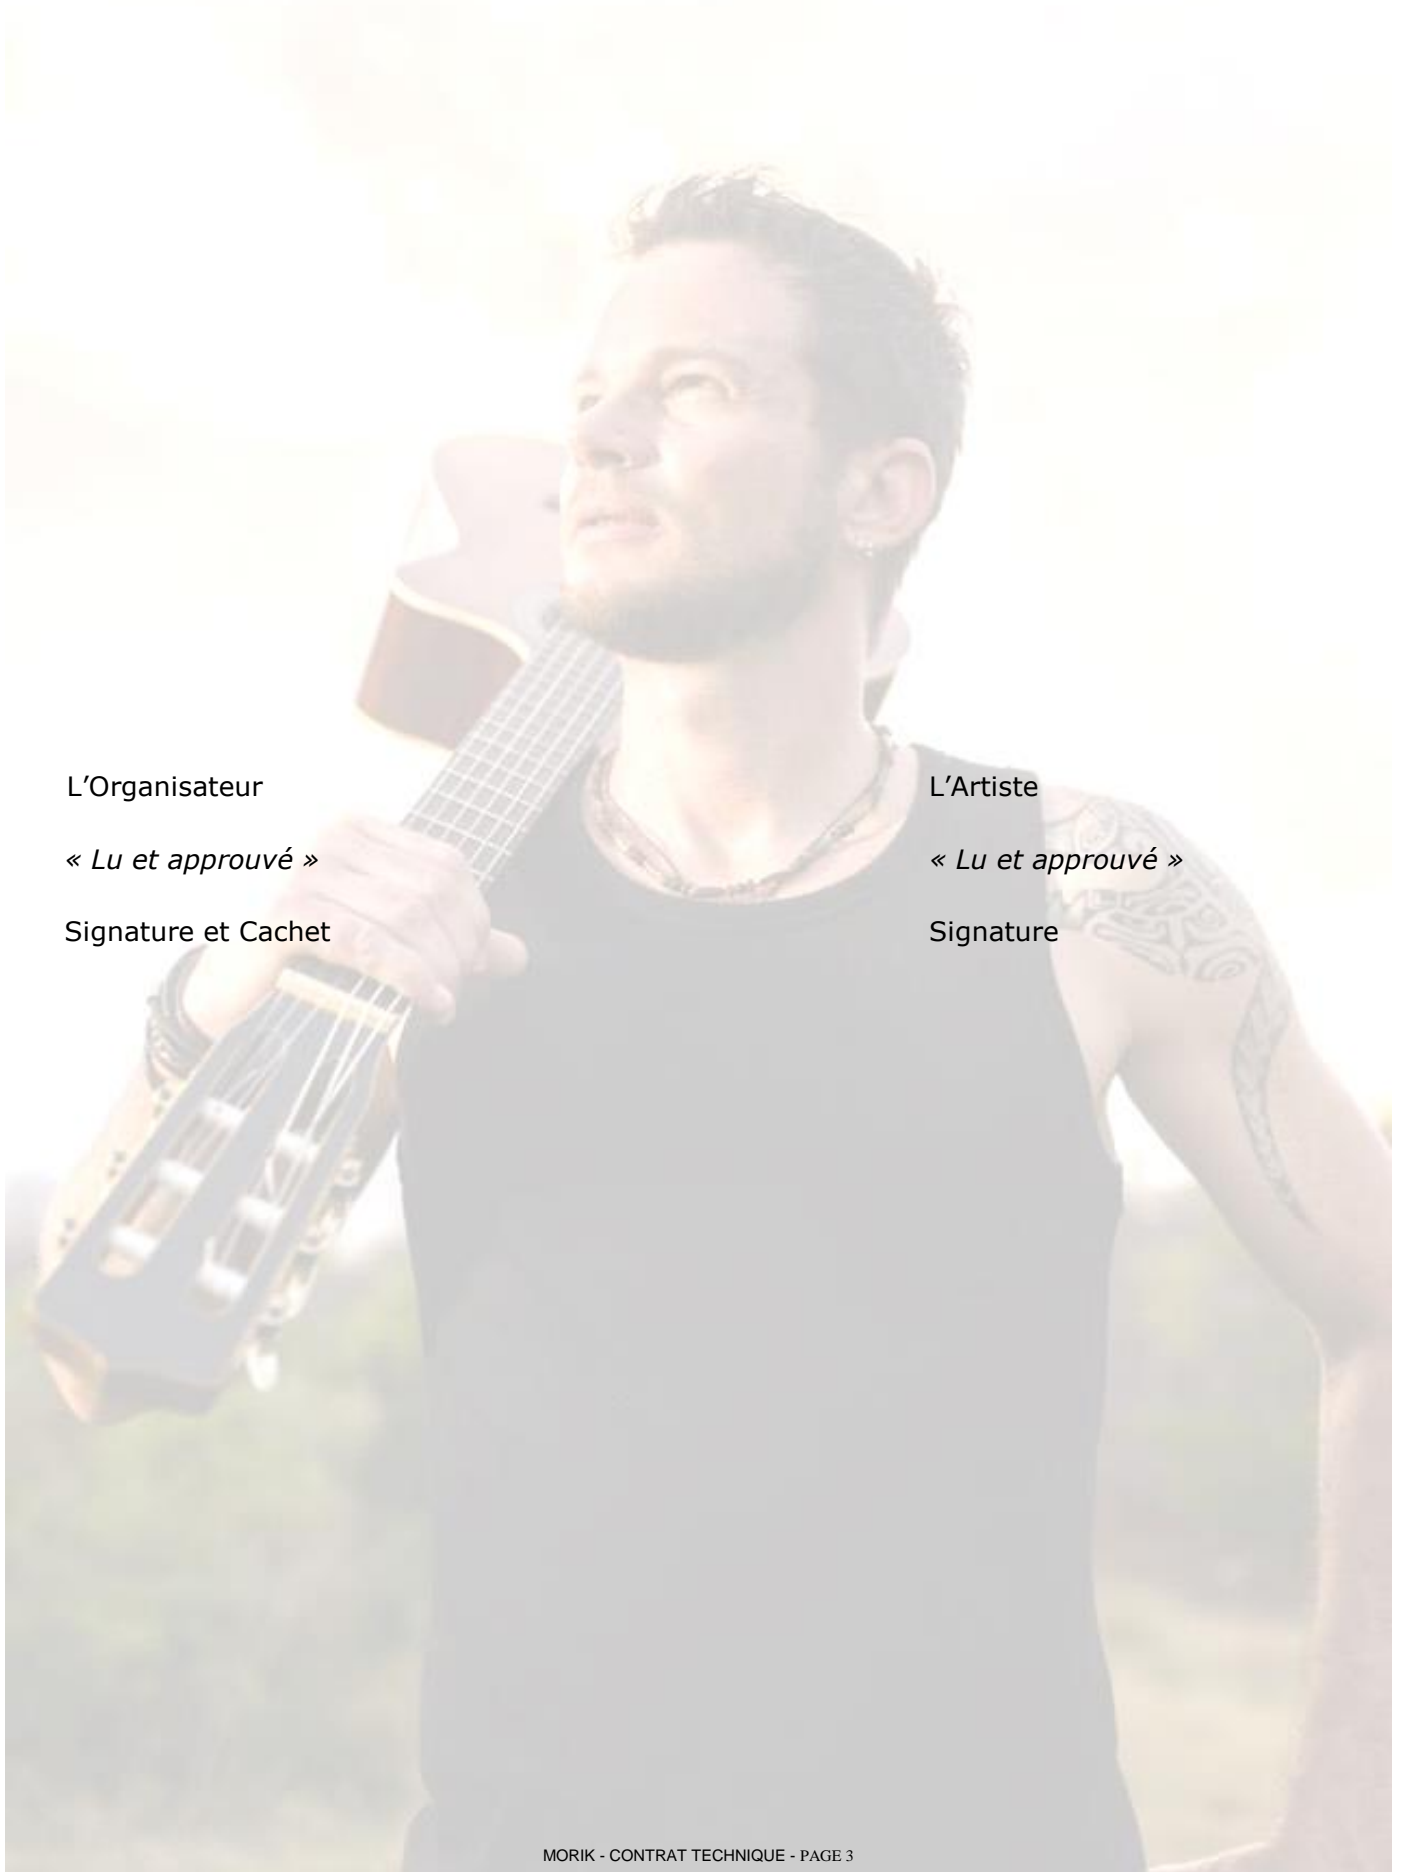 L’Organisateur
L’Artiste
« Lu et approuvé »
« Lu et approuvé »
Signature et Cachet
Signature
MORIK - CONTRAT TECHNIQUE - PAGE 3